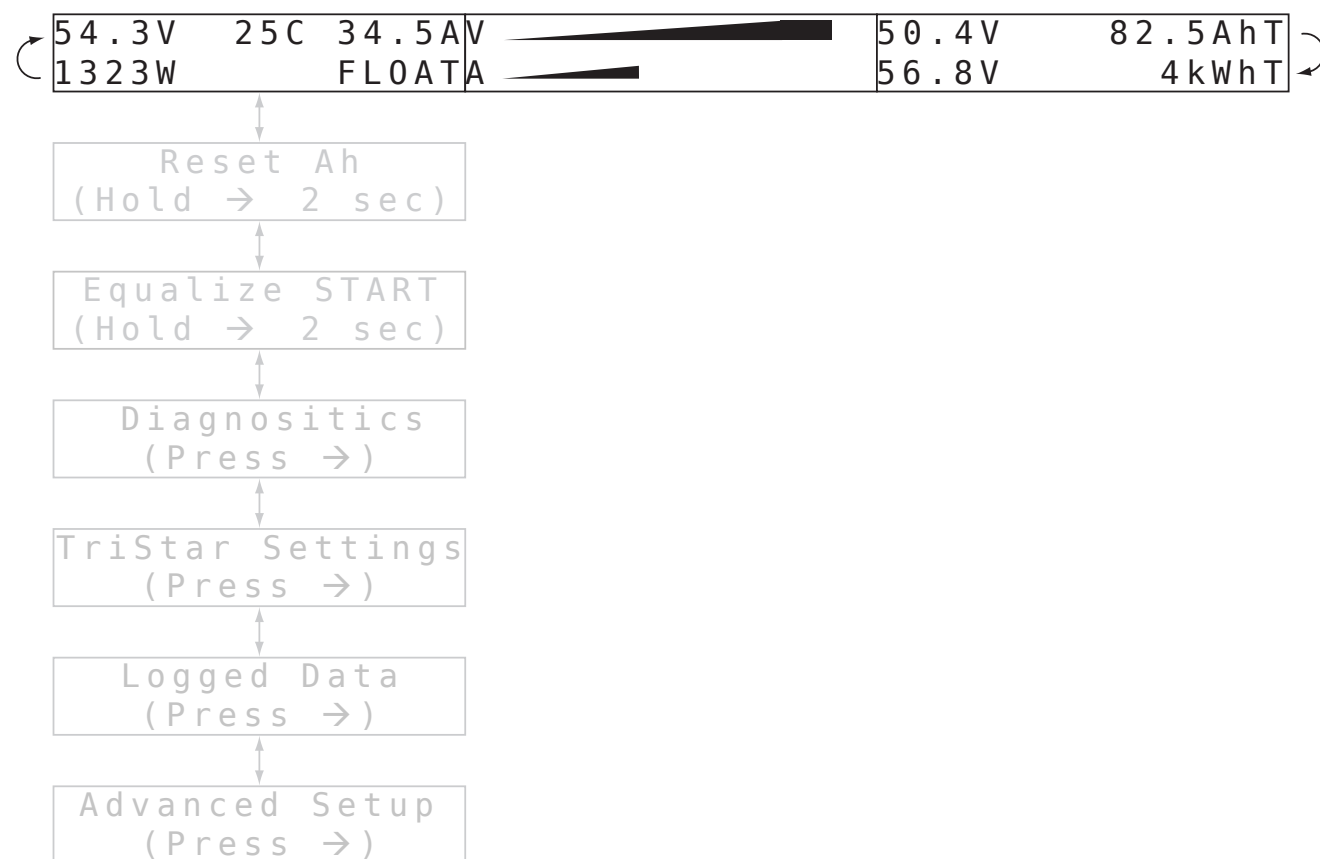 54.3V 25C 34.5A V 50.4V 82.5AhT
1323W FLOAT A 56.8V 4kWhT
Reset Ah
(Hold → 2 sec)
Equalize START
(Hold → 2 sec)
Diagnositics
(Press →)
TriStar Settings
(Press →)
Logged Data
(Press →)
Advanced Setup
(Press →)